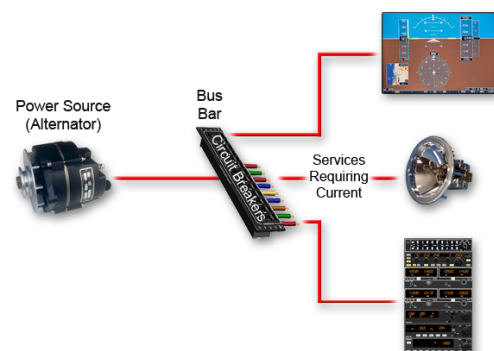 Power Source
(Alternator)
Bus
Bar
Circuit Breakers
Services
Requiring
Current